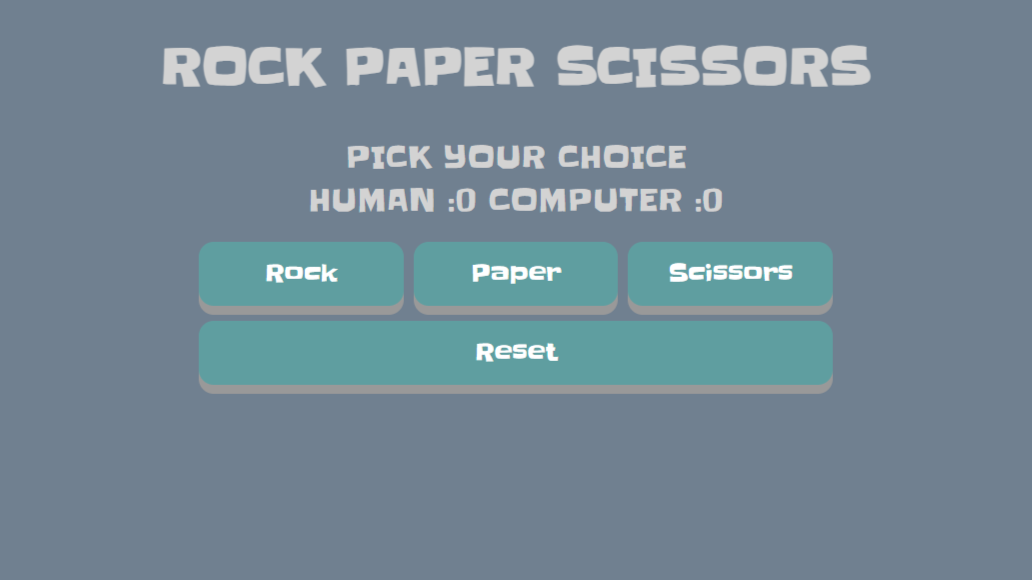 ROCK PAPER SCISSORS
PICK YOUR CHOICE
HUMAN :0 COMPUTER :0
Rock Paper Scissors
Reset